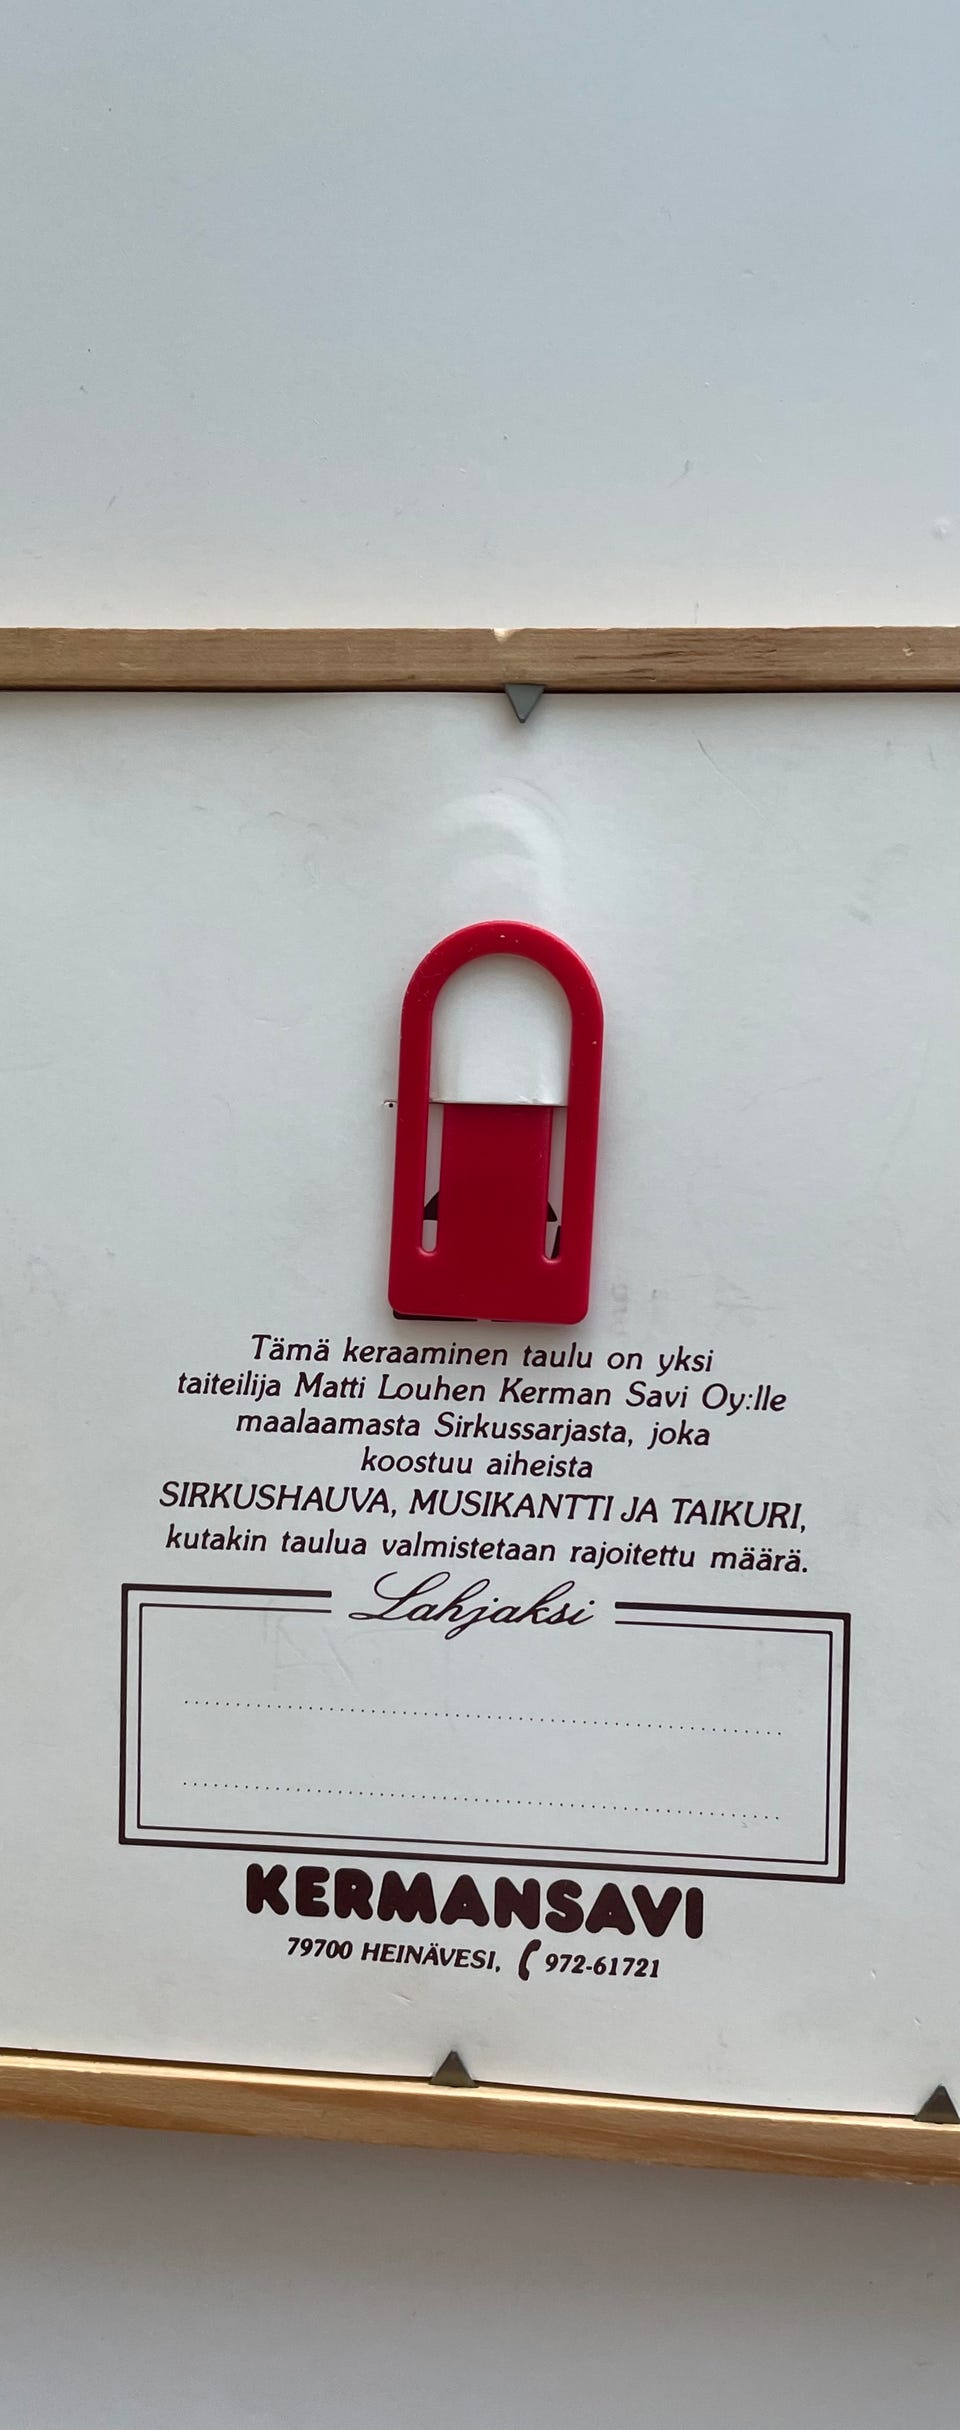 Tämä keraaminen taulu on yksi
taiteilija Matti Louhen Kerman Savi Oy:lle
maalaamasta Sirkussarjasta, joka
koostuu aiheista
SIRKUSHAUVA, MUSIKANTTI JA TAIKURI,
kutakin taulua valmistetaan rajoitettu määrä.
Lahjaksi
KERMANSAVI
79700 HEINÄVESI, 972-61721